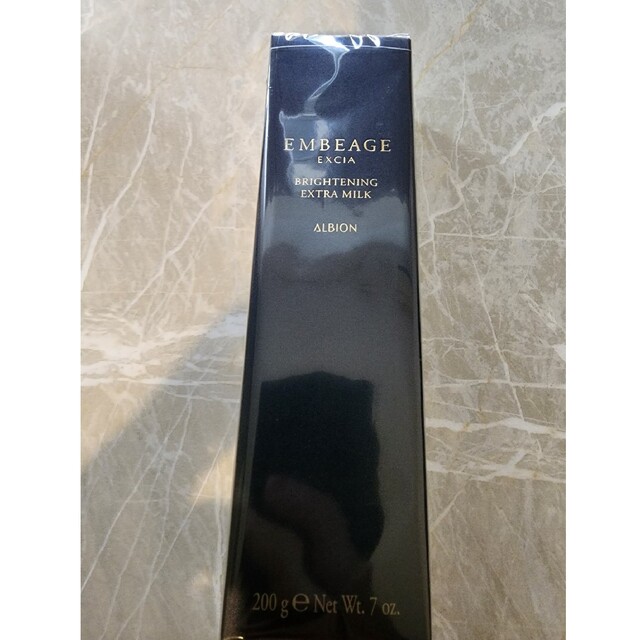 EMBEAGE
EXCIA
BRIGHTENING
EXTRA MILK
ALBION
200 g ℮ Net Wt. 7 oz.